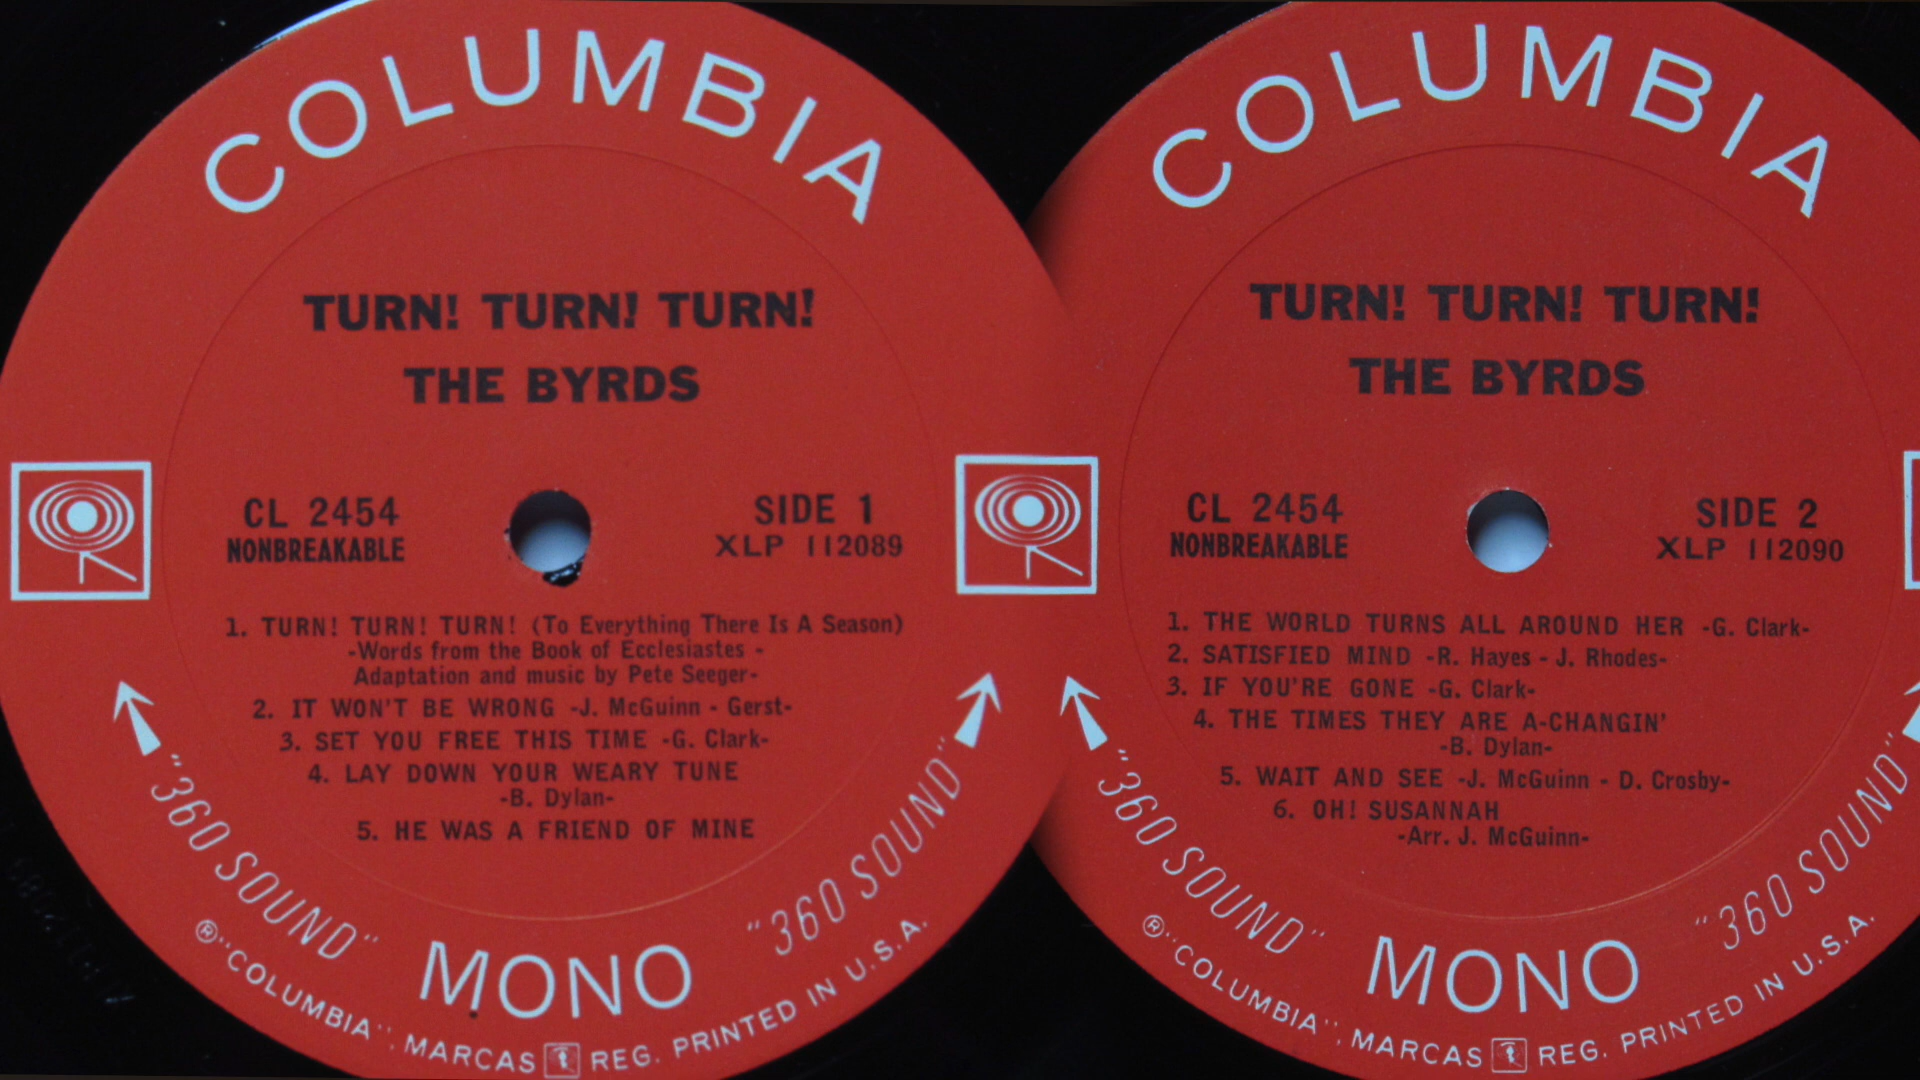 COLUMBIA
TURN! TURN! TURN!
THE BYRDS
CL 2454
NONBREAKABLE
SIDE 1
XLP 112089
1. TURN! TURN! TURN! (To Everything There Is A Season)
-Words from the Book of Ecclesiastes -
Adaptation and music by Pete Seeger-
2. IT WON'T BE WRONG -J. McGuinn - Gerst-
3. SET YOU FREE THIS TIME -G. Clark-
4. LAY DOWN YOUR WEARY TUNE
-B. Dylan-
5. HE WAS A FRIEND OF MINE
"360 SOUND"
MONO
"360 SOUND"
® "COLUMBIA", MARCAS REG. PRINTED IN U.S.A.
COLUMBIA
TURN! TURN! TURN!
THE BYRDS
CL 2454
NONBREAKABLE
SIDE 2
XLP 112090
1. THE WORLD TURNS ALL AROUND HER -G. Clark-
2. SATISFIED MIND -R. Hayes - J. Rhodes-
3. IF YOU'RE GONE -G. Clark-
4. THE TIMES THEY ARE A-CHANGIN'
-B. Dylan-
5. WAIT AND SEE -J. McGuinn - D. Crosby-
6. OH! SUSANNAH
-Arr. J. McGuinn-
"360 SOUND"
MONO
"360 SOUND"
® "COLUMBIA", MARCAS REG. PRINTED IN U.S.A.